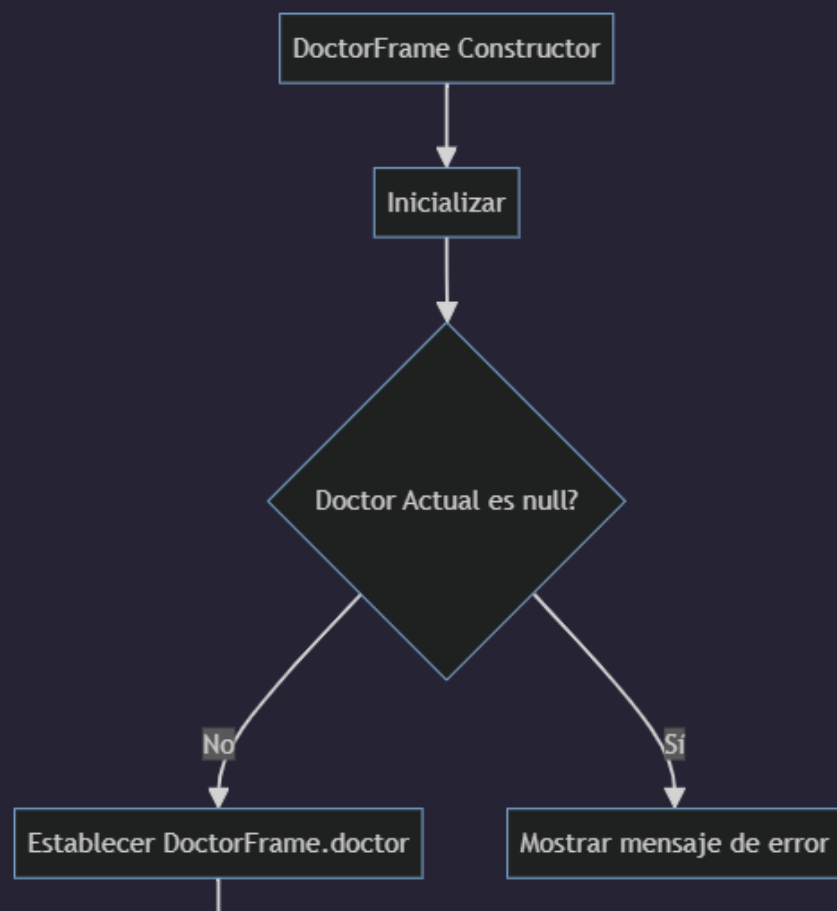 DoctorFrame Constructor
Inicializar
Doctor Actual es null?
No
Sí
Establecer DoctorFrame.doctor
Mostrar mensaje de error